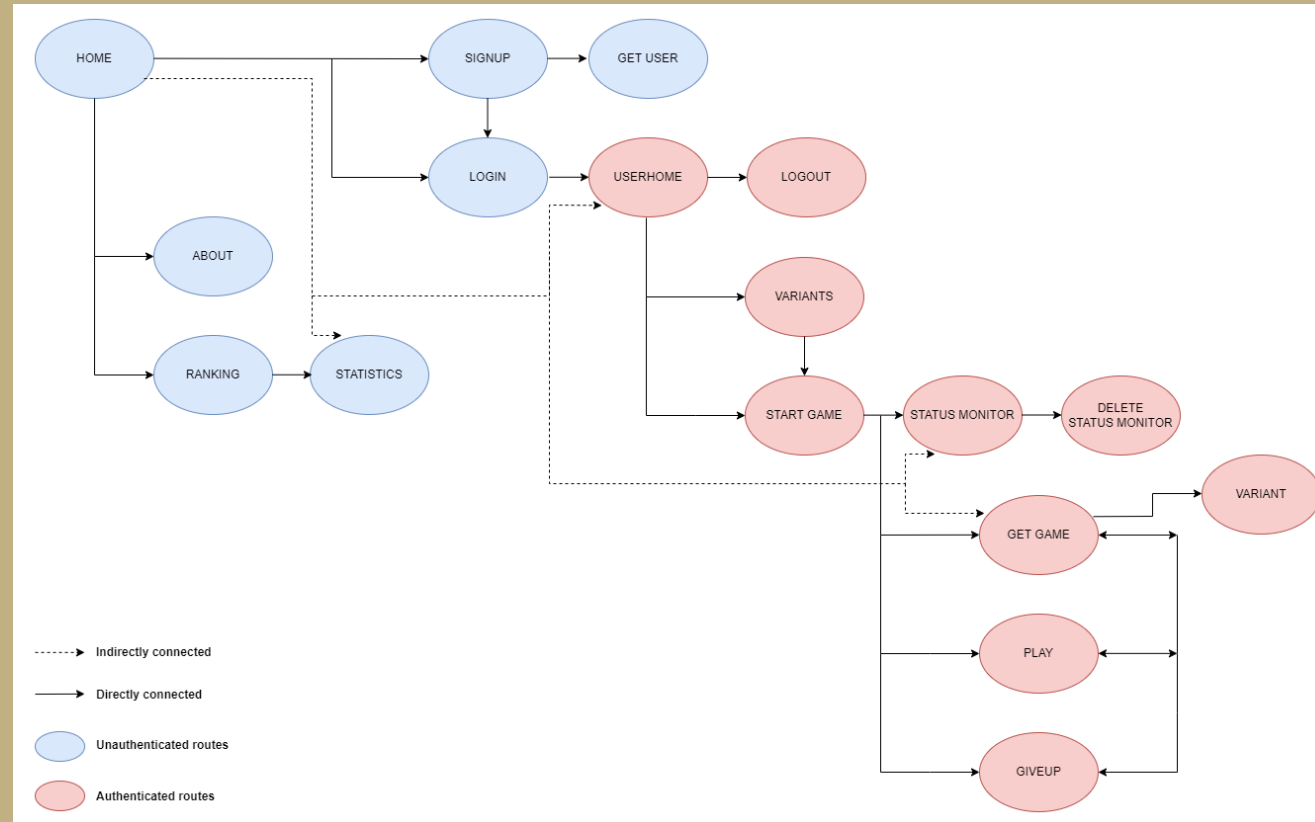 HOME
SIGNUP
GET USER
LOGIN
USERHOME
LOGOUT
ABOUT
VARIANTS
RANKING
STATISTICS
START GAME
STATUS MONITOR
DELETE
STATUS MONITOR
VARIANT
GET GAME
PLAY
GIVEUP
Indirectly connected
Directly connected
Unauthenticated routes
Authenticated routes